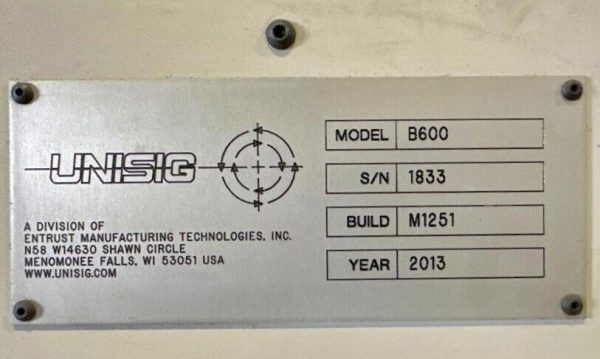 UNISIG
A DIVISION OF
ENTRUST MANUFACTURING TECHNOLOGIES, INC.
N58 W14630 SHAWN CIRCLE
MENOMONEE FALLS, WI 53051 USA
WWW.UNISIG.COM
MODEL B600
S/N 1833
BUILD M1251
YEAR 2013